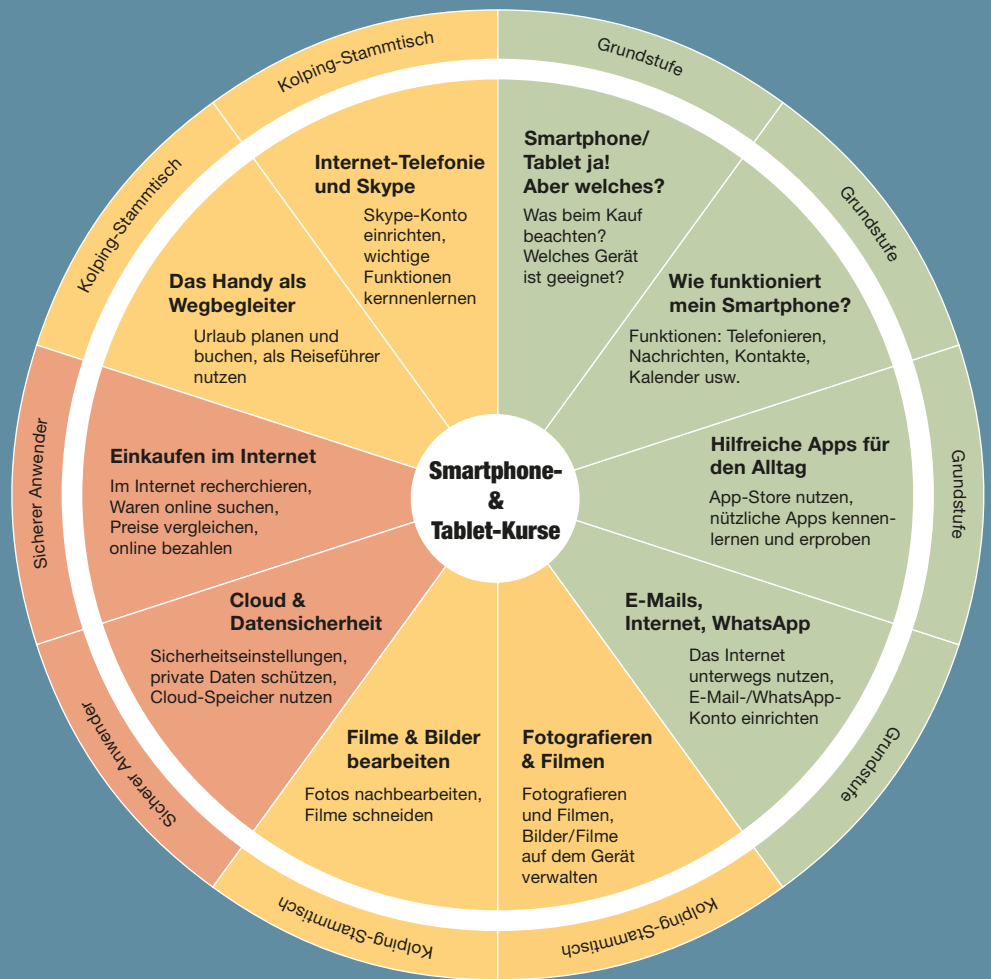 Smartphone-
&
Tablet-Kurse
Grundstufe
Smartphone/
Tablet ja!
Aber welches?
Was beim Kauf
beachten?
Welches Gerät
ist geeignet?
Grundstufe
Wie funktioniert
mein Smartphone?
Funktionen: Telefonieren,
Nachrichten, Kontakte,
Kalender usw.
Grundstufe
Hilfreiche Apps für
den Alltag
App-Store nutzen,
nützliche Apps kennen-
lernen und erproben
Grundstufe
E-Mails,
Internet, WhatsApp
Das Internet
unterwegs nutzen,
E-Mail-/WhatsApp-
Konto einrichten
Kolping-Stammtisch
Fotografieren
& Filmen
Fotografieren
und Filmen,
Bilder/Filme
auf dem Gerät
verwalten
Kolping-Stammtisch
Filme & Bilder
bearbeiten
Fotos nachbearbeiten,
Filme schneiden
Sicherer Anwender
Cloud &
Datensicherheit
Sicherheitseinstellungen,
private Daten schützen,
Cloud-Speicher nutzen
Sicherer Anwender
Einkaufen im Internet
Im Internet recherchieren,
Waren online suchen,
Preise vergleichen,
online bezahlen
Kolping-Stammtisch
Das Handy als
Wegbegleiter
Urlaub planen und
buchen, als Reiseführer
nutzen
Kolping-Stammtisch
Internet-Telefonie
und Skype
Skype-Konto
einrichten,
wichtige
Funktionen
kernnenlernen